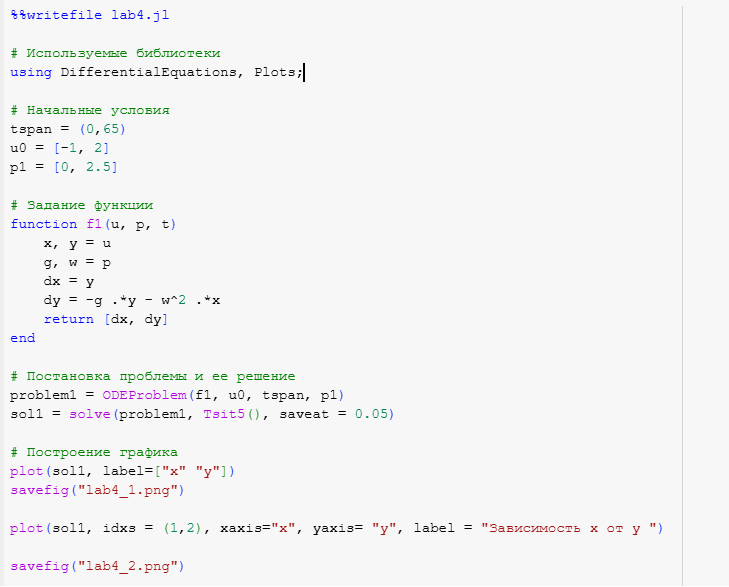 %%writefile lab4.jl
# Используемые библиотеки
using DifferentialEquations, Plots;
# Начальные условия
tspan = (0,65)
u0 = [-1, 2]
p1 = [0, 2.5]
# Задание функции
function f1(u, p, t)
    x, y = u
    g, w = p
    dx = y
    dy = -g .*y - w^2 .*x
    return [dx, dy]
end
# Постановка проблемы и ее решение
problem1 = ODEProblem(f1, u0, tspan, p1)
sol1 = solve(problem1, Tsit5(), saveat = 0.05)
# Построение графика
plot(sol1, label=["x" "y"])
savefig("lab4_1.png")
plot(sol1, idxs = (1,2), xaxis="x", yaxis= "y", label = "Зависимость x от y ")
savefig("lab4_2.png")